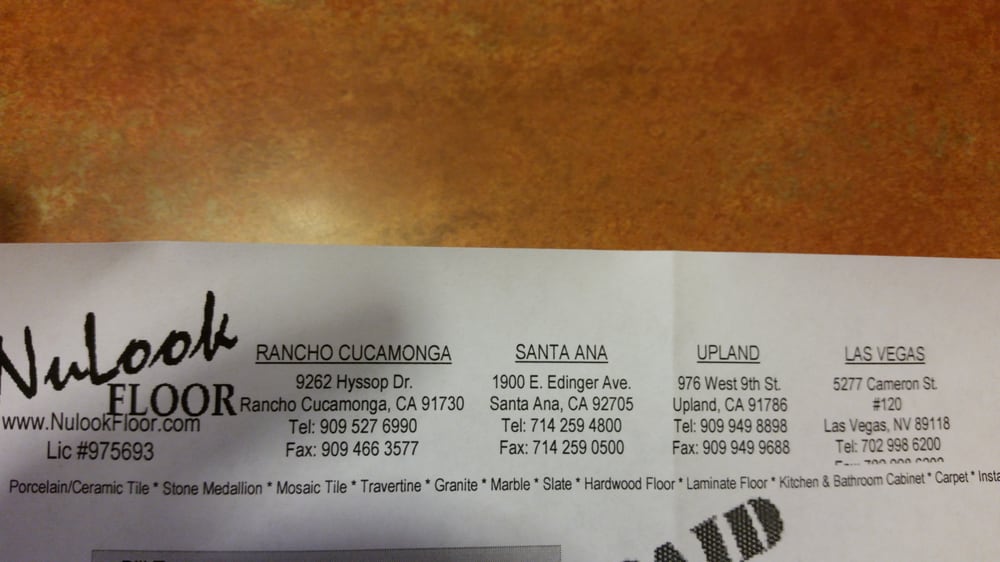 NuLook
FLOOR
www.NulookFloor.com
Lic #975693
RANCHO CUCAMONGA
9262 Hyssop Dr.
Rancho Cucamonga, CA 91730
Tel: 909 527 6990
Fax: 909 466 3577
SANTA ANA
1900 E. Edinger Ave.
Santa Ana, CA 92705
Tel: 714 259 4800
Fax: 714 259 0500
UPLAND
976 West 9th St.
Upland, CA 91786
Tel: 909 949 8898
Fax: 909 949 9688
LAS VEGAS
5277 Cameron St.
#120
Las Vegas, NV 89118
Tel: 702 998 6200
Porcelain/Ceramic Tile * Stone Medallion * Mosaic Tile * Travertine * Granite * Marble * Slate * Hardwood Floor * Laminate Floor * Kitchen & Bathroom Cabinet * Carpet * Insta
AID